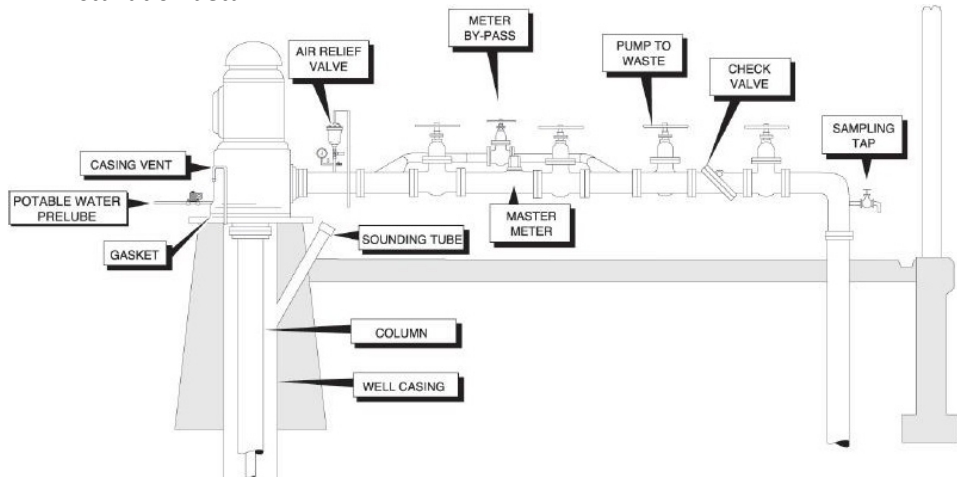 METER
BY-PASS
AIR RELIEF
VALVE
PUMP TO
WASTE
CHECK
VALVE
SAMPLING
TAP
CASING VENT
POTABLE WATER
PRELUBE
MASTER
METER
SOUNDING TUBE
GASKET
COLUMN
WELL CASING